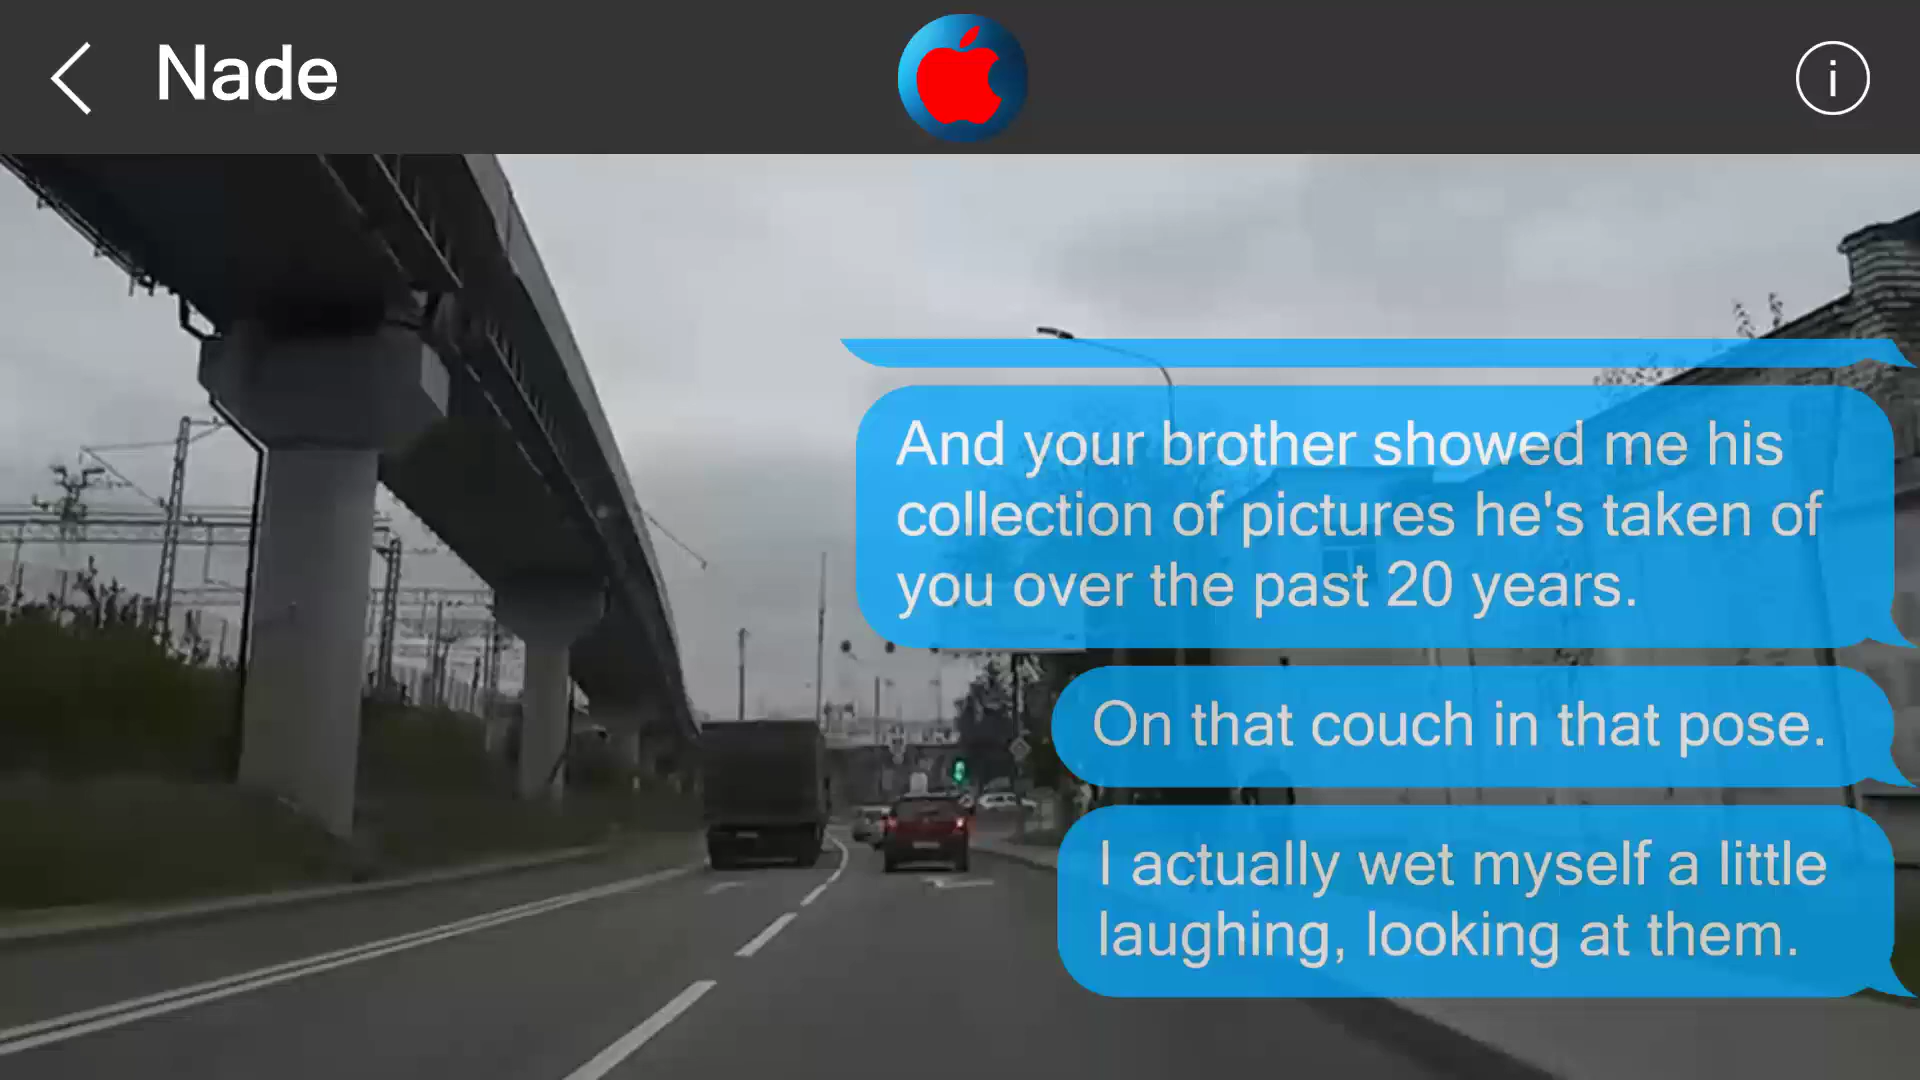 Nade
And your brother showed me his
collection of pictures he's taken of
you over the past 20 years.
On that couch in that pose.
I actually wet myself a little
laughing, looking at them.